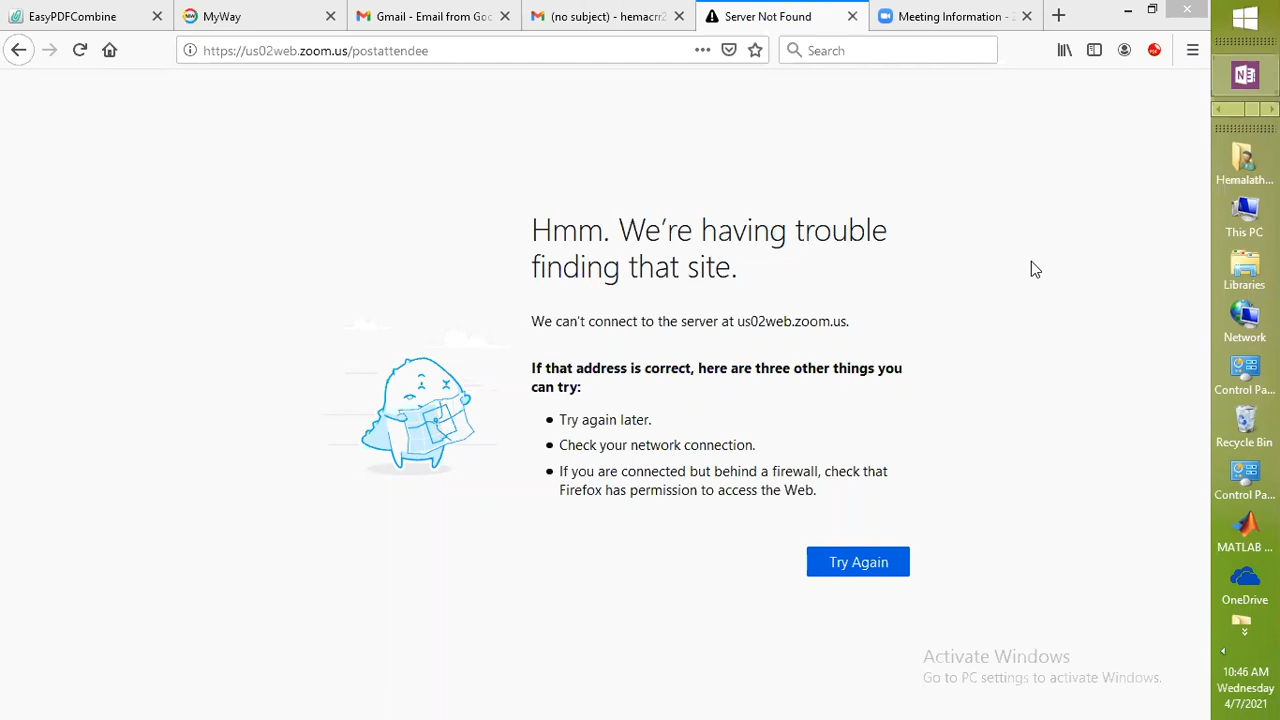 EasyPDFCombine
MyWay
Gmail - Email from Goo
(no subject) - hemacrr2
Server Not Found
Meeting Information -
https://us02web.zoom.us/postattendee
Search
Hmm. We're having trouble
finding that site.
We can't connect to the server at us02web.zoom.us.
If that address is correct, here are three other things you
can try:
Try again later.
Check your network connection.
If you are connected but behind a firewall, check that
Firefox has permission to access the Web.
Try Again
Activate Windows
Go to PC settings to activate Windows.
Hemalath...
This PC
Libraries
Network
Control Pa...
Recycle Bin
Control Pa...
MATLAB ...
OneDrive
10:46 AM
Wednesday
4/7/2021